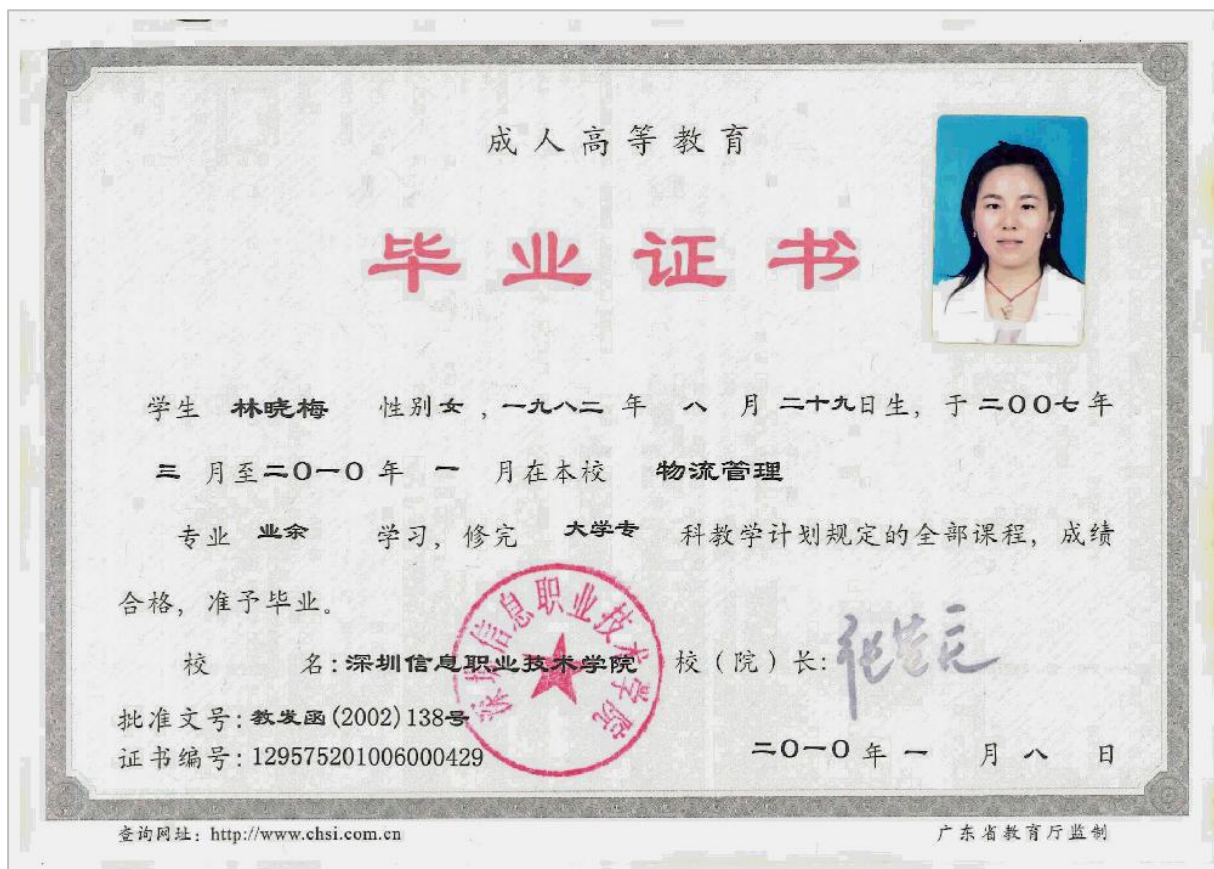 成人高等教育
毕业证书
学生 林晓梅 性别女,一九八二年 八 月二十九日生, 于二〇〇七年
三 月至二〇一〇年 一 月在本校 物流管理
专业 业余 学习, 修完 大学专 科教学计划规定的全部课程, 成绩
合格, 准予毕业。
校 名:深圳信息职业技术学院 校(院)长:
深圳信息职业技术学院
批准文号:教发函(2002)138号
证书编号:129575201006000429 二〇一〇年 一 月 八 日
查询网址: http://www.chsi.com.cn 广东省教育厅监制